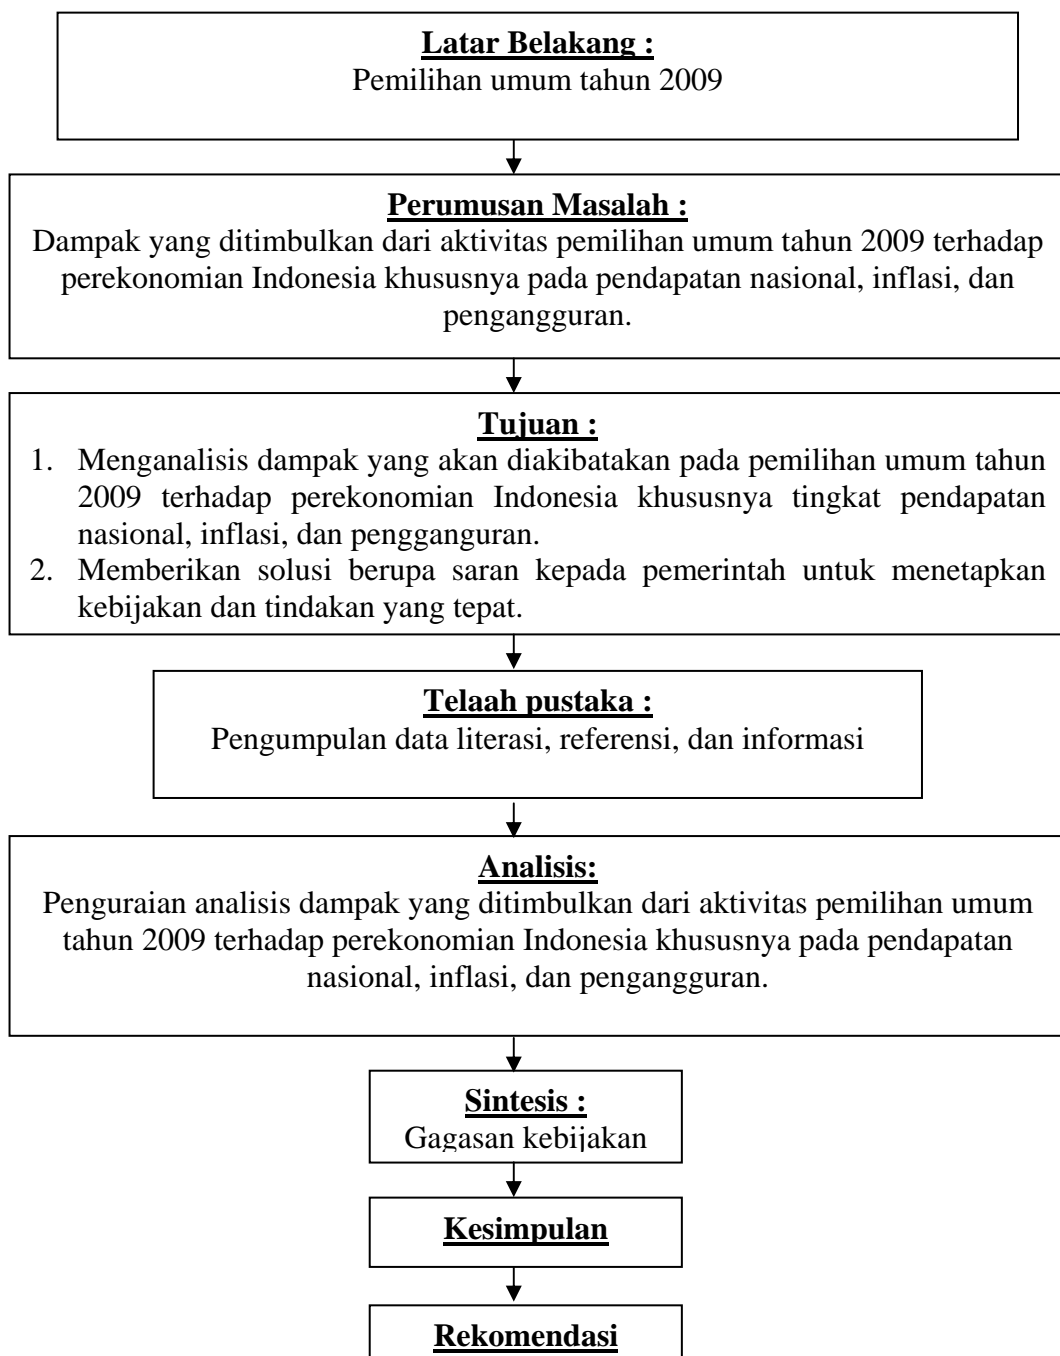 Latar Belakang :
Pemilihan umum tahun 2009
Perumusan Masalah :
Dampak yang ditimbulkan dari aktivitas pemilihan umum tahun 2009 terhadap
perekonomian Indonesia khususnya pada pendapatan nasional, inflasi, dan
pengangguran.
Tujuan :
1. Menganalisis dampak yang akan diakibatakan pada pemilihan umum tahun
2009 terhadap perekonomian Indonesia khususnya tingkat pendapatan
nasional, inflasi, dan pengganguran.
2. Memberikan solusi berupa saran kepada pemerintah untuk menetapkan
kebijakan dan tindakan yang tepat.
Telaah pustaka :
Pengumpulan data literasi, referensi, dan informasi
Analisis:
Penguraian analisis dampak yang ditimbulkan dari aktivitas pemilihan umum
tahun 2009 terhadap perekonomian Indonesia khususnya pada pendapatan
nasional, inflasi, dan pengangguran.
Sintesis :
Gagasan kebijakan
Kesimpulan
Rekomendasi